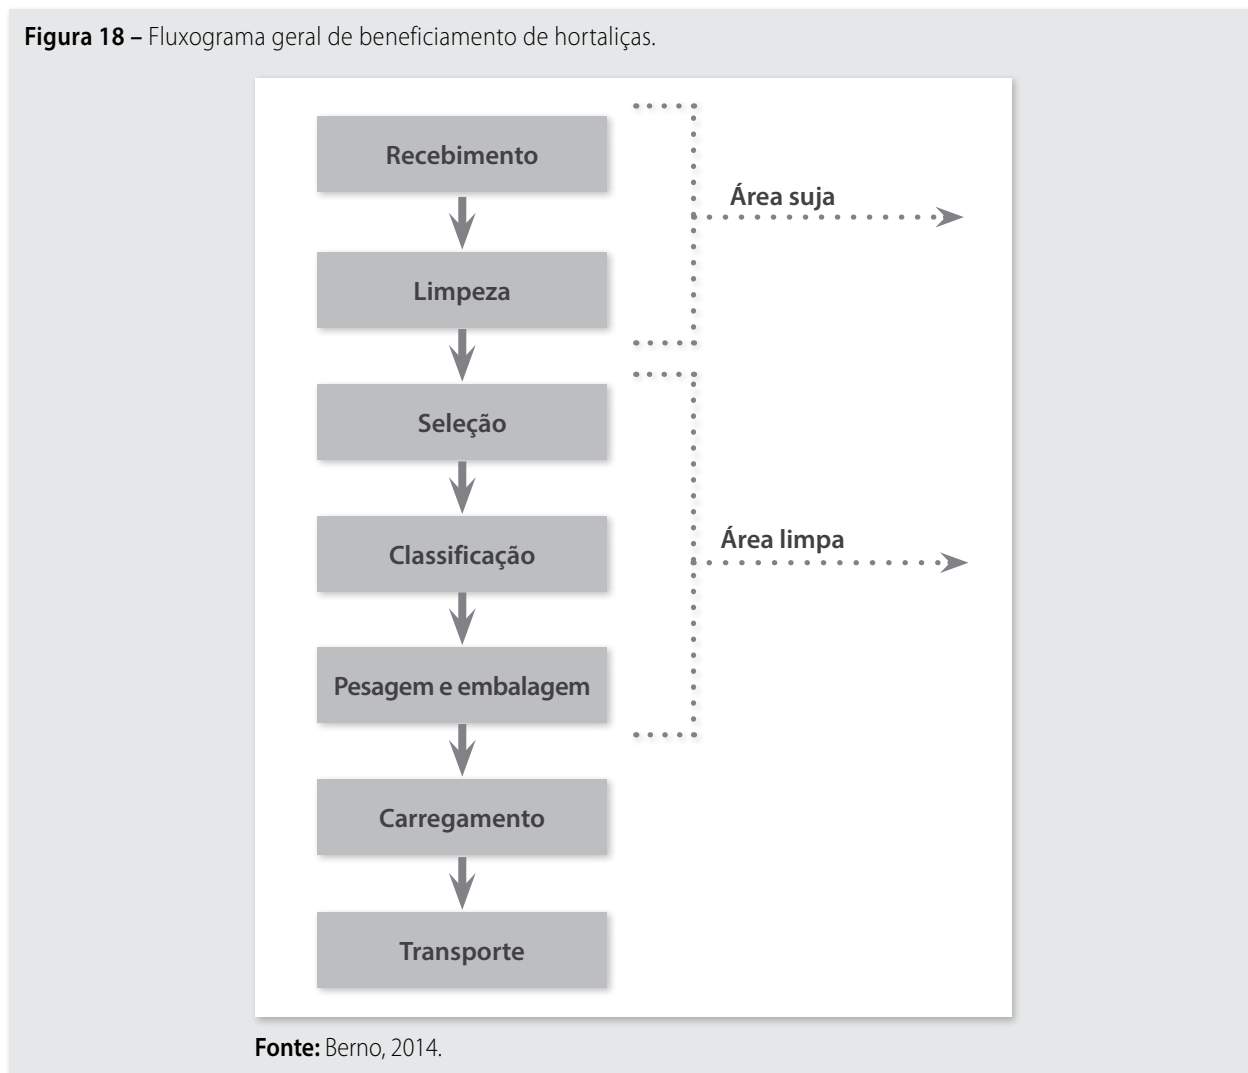 Figura 18 – Fluxograma geral de beneficiamento de hortaliças.
Recebimento
Área suja
Limpeza
Seleção
Classificação
Área limpa
Pesagem e embalagem
Carregamento
Transporte
Fonte: Berno, 2014.